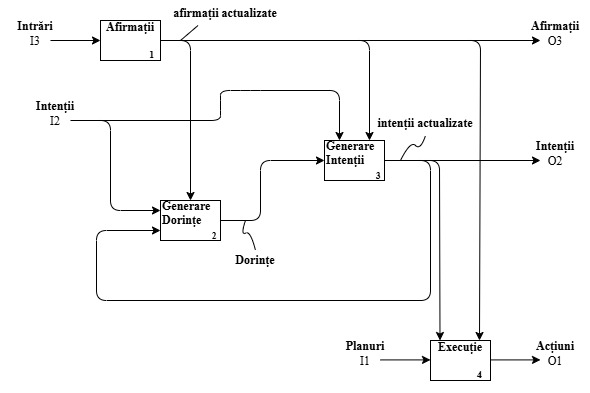 afirmații actualizate
Intrări
I3
Afirmații
1
Afirmații
O3
Intenții
I2
intenții actualizate
Generare
Intenții
3
Intenții
O2
Generare
Dorințe
2
Dorințe
Planuri
I1
Execuție
4
Acțiuni
O1